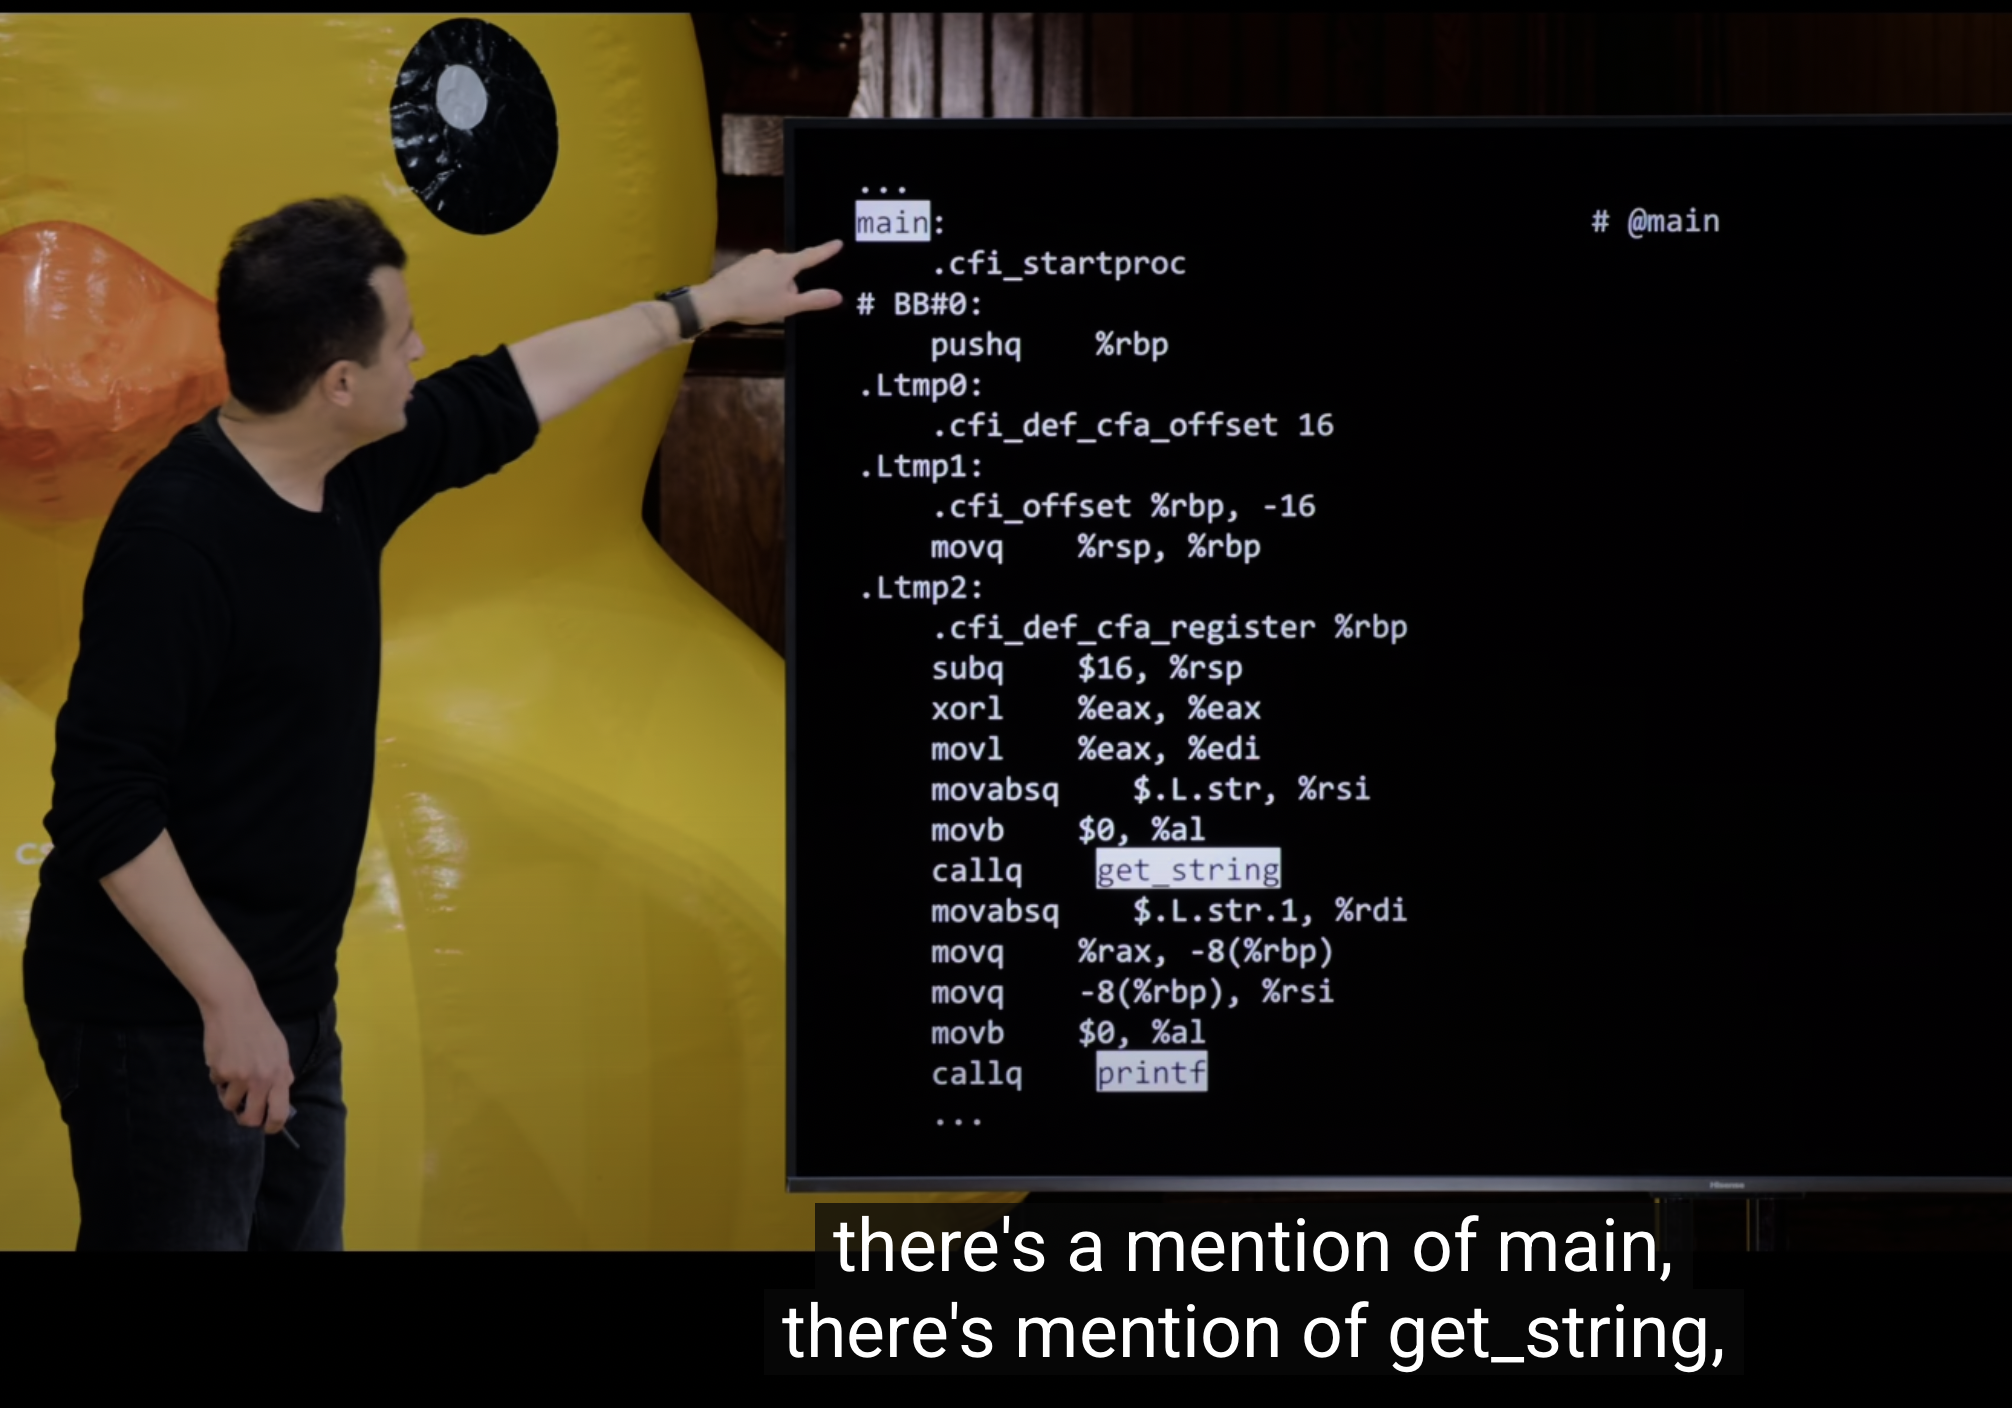 ...
main: # @main
.cfi_startproc
# BB#0:
pushq %rbp
.Ltmp0:
.cfi_def_cfa_offset 16
.Ltmp1:
.cfi_offset %rbp, -16
movq %rsp, %rbp
.Ltmp2:
.cfi_def_cfa_register %rbp
subq $16, %rsp
xorl %eax, %eax
movl %eax, %edi
movabsq $.L.str, %rsi
movb $0, %al
callq get_string
movabsq $.L.str.1, %rdi
movq %rax, -8(%rbp)
movq -8(%rbp), %rsi
movb $0, %al
callq printf
...
Hisense
there's a mention of main,
there's mention of get_string,